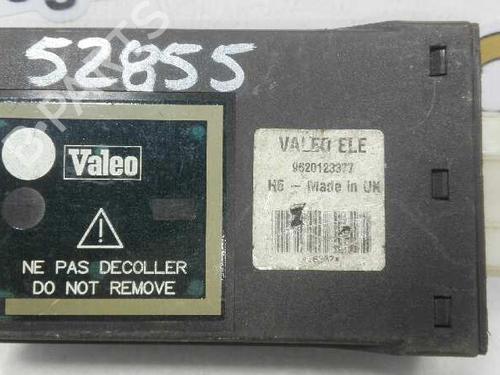 52855
Valeo
NE PAS DECOLLER
DO NOT REMOVE
VALEO ELE
9620123377
H6 - Made in UK